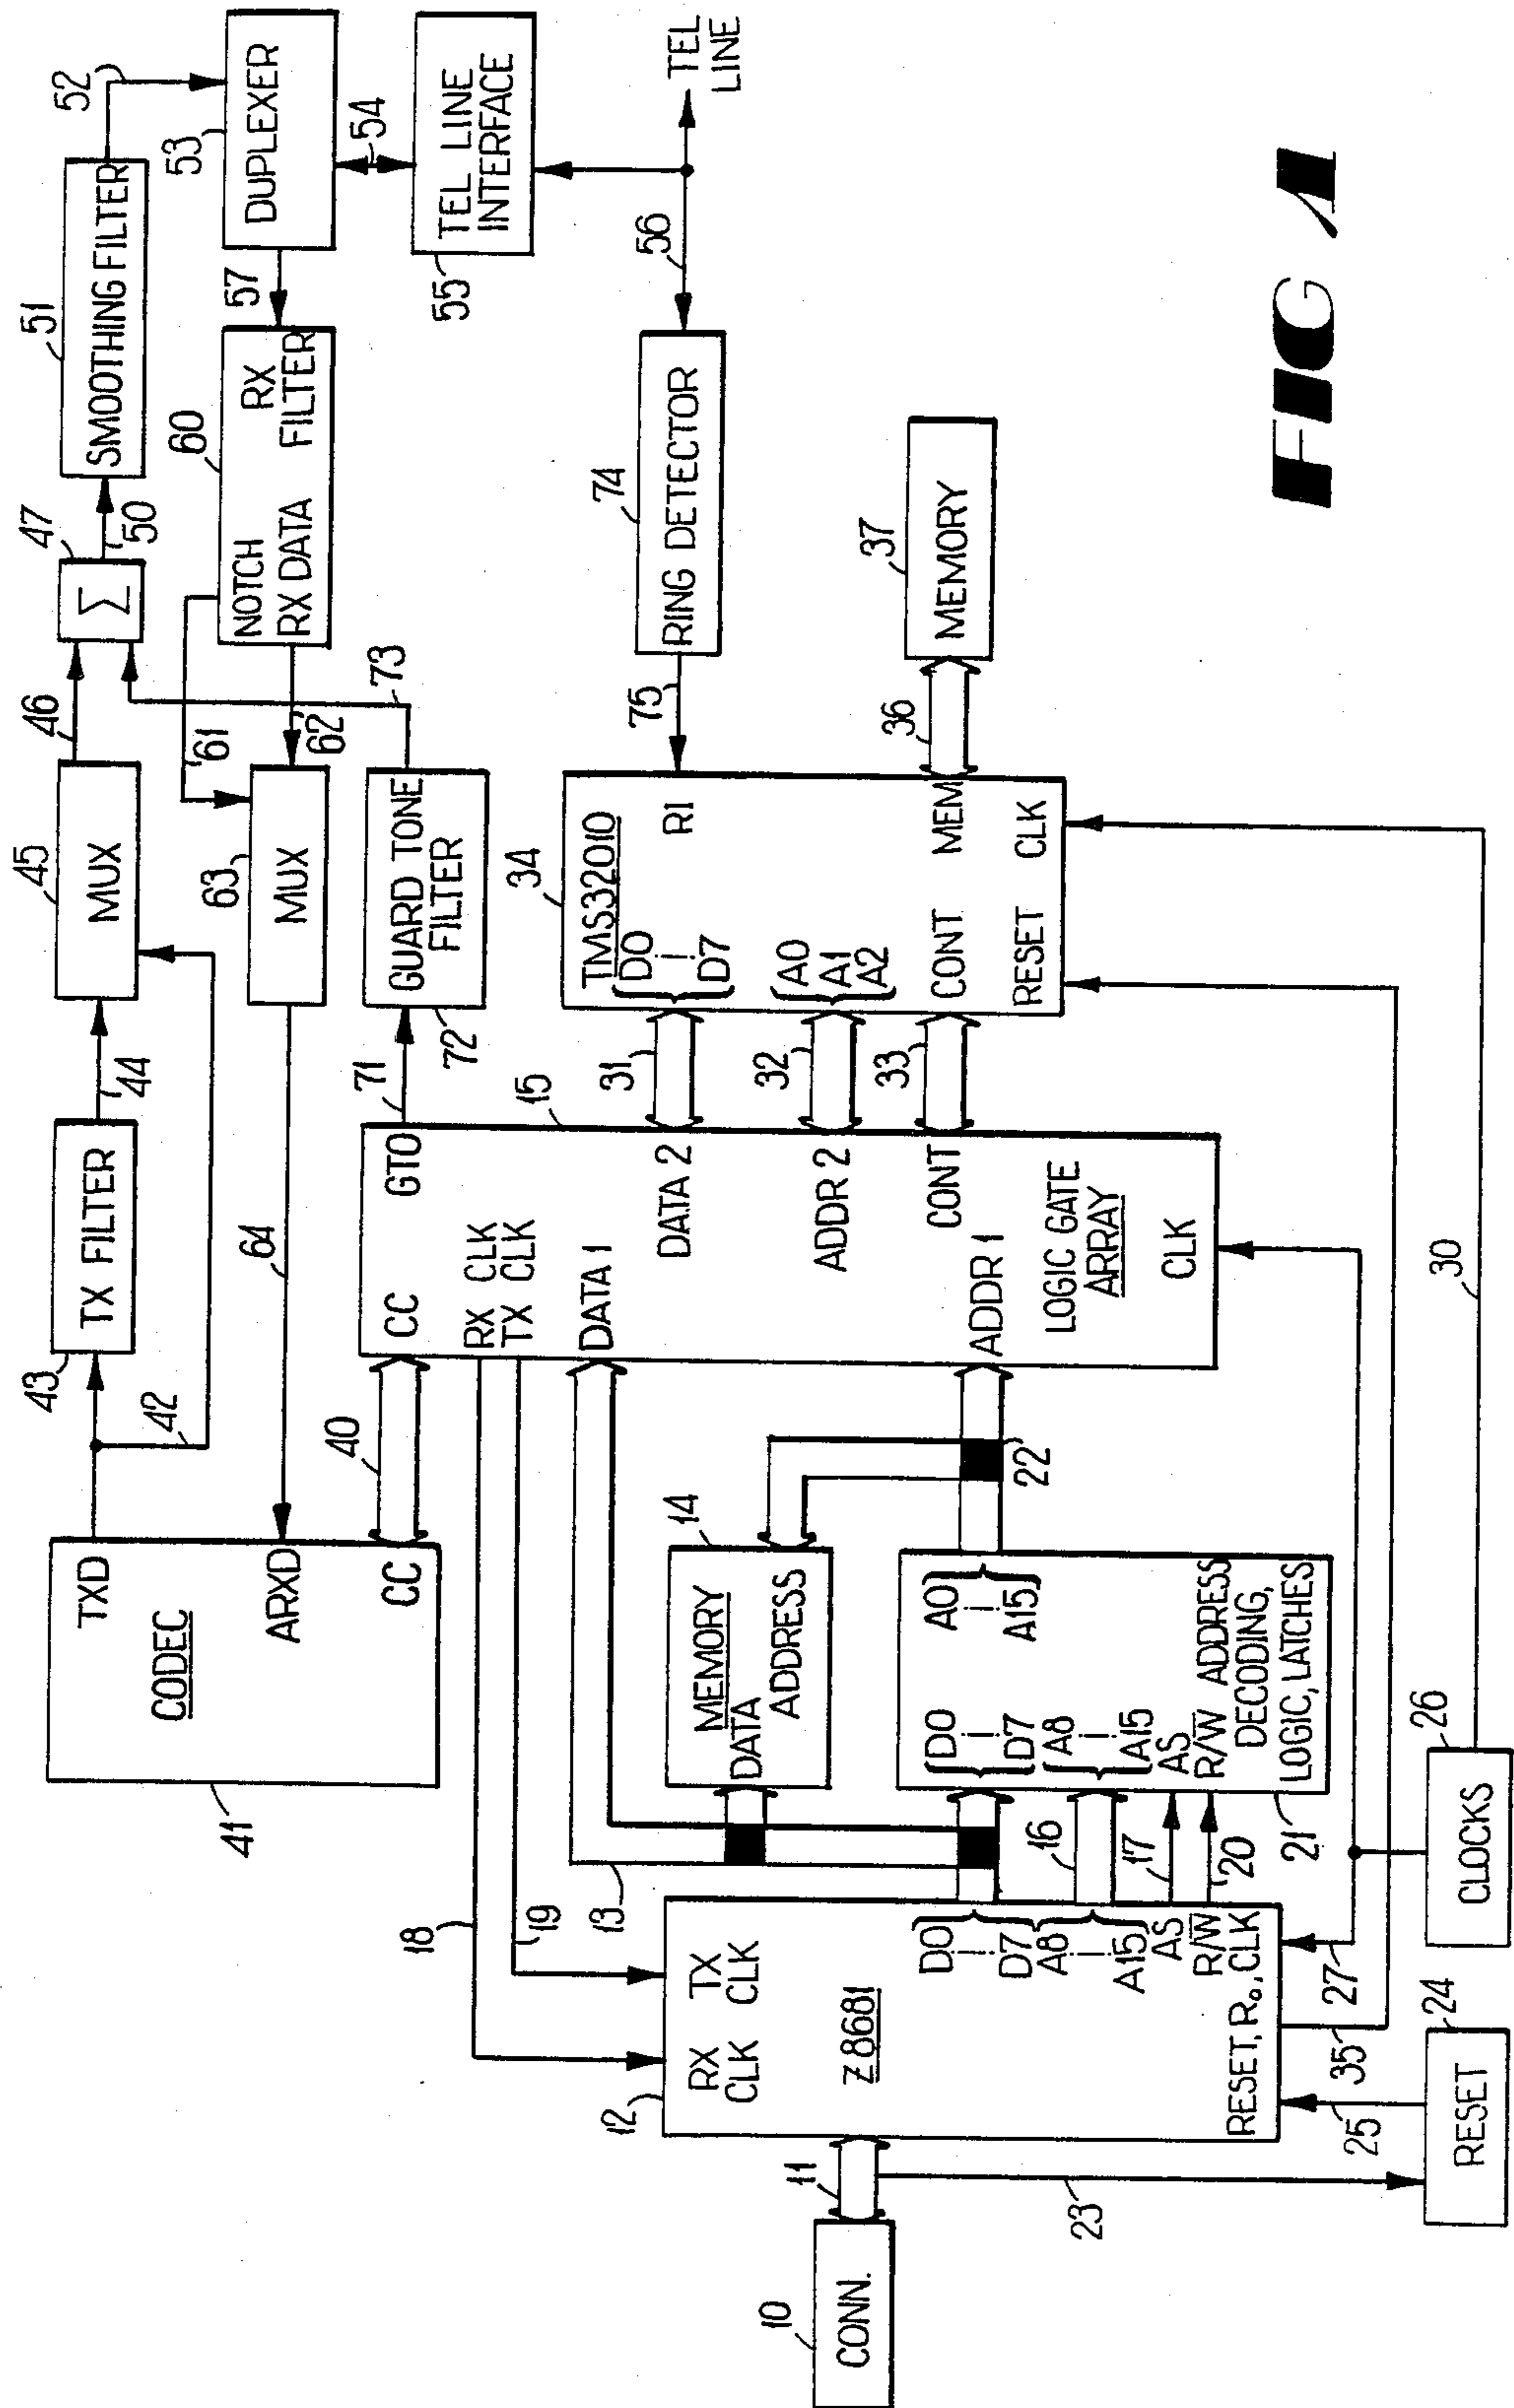 51
SMOOTHING FILTER
52
53
DUPLEXER
54
TEL LINE
INTERFACE
55
TEL
LINE
56
57
60
NOTCH RX
RX DATA FILTER
61
62
47
Σ
50
46
45
MUX
44
43
TX FILTER
42
63
MUX
64
73
GUARD TONE
FILTER
72
71
74
RING DETECTOR
75
34
TMS32010
D0
D7
RI
A0
A1
A2
CONT MEM
RESET CLK
36
37
MEMORY
31
32
33
15
CC GTO
RX CLK
TX CLK
DATA 1
DATA 2
ADDR 2
CONT
ADDR 1
LOGIC GATE
ARRAY
CLK
40
41
CODEC
TXD
ARXD
CC
18
19
13
14
MEMORY
DATA
ADDRESS
22
21
D0
D7
A8
A15
AS
R/W̅
A0
A15
ADDRESS
DECODING,
LOGIC, LATCHES
16
17
20
12
RX
CLK
TX
CLK
Z8681
D0
D7
A8
A15
AS
R/W̅
RESET, R₀, CLK
10
CONN.
11
23
24
RESET
25
35
27
26
CLOCKS
30
FIG 1